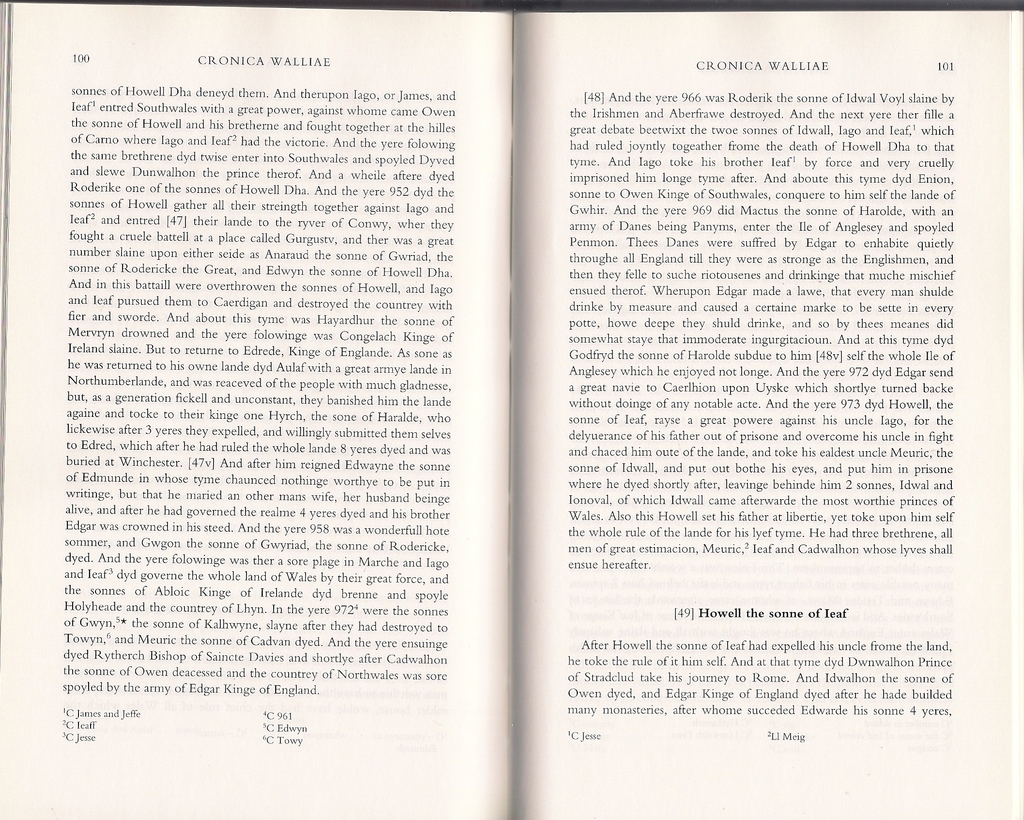 100
CRONICA WALLIAE
sonnes of Howell Dha deneyd them. And therupon Iago, or James, and
Ieaf¹ entred Southwales with a great power, against whome came Owen
the sonne of Howell and his bretherne and fought together at the hilles
of Carno where Iago and Ieaf² had the victorie. And the yere folowing
the same brethrene dyd twise enter into Southwales and spoyled Dyved
and slewe Dunwalhon the prince therof. And a wheile aftere dyed
Roderike one of the sonnes of Howell Dha. And the yere 952 dyd the
sonnes of Howell gather all their streingth together against Iago and
Ieaf² and entred [47] their lande to the ryver of Conwy, wher they
fought a cruele battell at a place called Gurgustv, and ther was a great
number slaine upon either seide as Anaraud the sonne of Gwriad, the
sonne of Rodericke the Great, and Edwyn the sonne of Howell Dha.
And in this battaill were overthrowen the sonnes of Howell, and Iago
and Ieaf pursued them to Caerdigan and destroyed the countrey with
fier and sworde. And about this tyme was Hayardhur the sonne of
Mervryn drowned and the yere folowinge was Congelach Kinge of
Ireland slaine. But to returne to Edrede, Kinge of Englande. As sone as
he was returned to his owne lande dyd Aulaf with a great armye lande in
Northumberlande, and was reaceved of the people with much gladnesse,
but, as a generation fickell and unconstant, they banished him the lande
againe and tocke to their kinge one Hyrch, the sone of Haralde, who
lickewise after 3 yeres they expelled, and willingly submitted them selves
to Edred, which after he had ruled the whole lande 8 yeres dyed and was
buried at Winchester. [47v] And after him reigned Edwayne the sonne
of Edmunde in whose tyme chaunced nothinge worthye to be put in
writinge, but that he maried an other mans wife, her husband beinge
alive, and after he had governed the realme 4 yeres dyed and his brother
Edgar was crowned in his steed. And the yere 958 was a wonderfull hote
sommer, and Gwgon the sonne of Gwyriad, the sonne of Rodericke,
dyed. And the yere folowinge was ther a sore plage in Marche and Iago
and Ieaf³ dyd governe the whole land of Wales by their great force, and
the sonnes of Abloic Kinge of Irelande dyd brenne and spoyle
Holyheade and the countrey of Lhyn. In the yere 972⁴ were the sonnes
of Gwyn,⁵* the sonne of Kalhwyne, slayne after they had destroyed to
Towyn,⁶ and Meuric the sonne of Cadvan dyed. And the yere ensuinge
dyed Rytherch Bishop of Saincte Davies and shortlye after Cadwalhon
the sonne of Owen deacessed and the countrey of Northwales was sore
spoyled by the army of Edgar Kinge of England.
¹C James and Jeffe
²C Ieaff
³C Jesse
⁴C 961
⁵C Edwyn
⁶C Towy
CRONICA WALLIAE
101
[48] And the yere 966 was Roderik the sonne of Idwal Voyl slaine by
the Irishmen and Aberfrawe destroyed. And the next yere ther fille a
great debate beetwixt the twoe sonnes of Idwall, Iago and Ieaf,¹ which
had ruled joyntly togeather frome the death of Howell Dha to that
tyme. And Iago toke his brother Ieaf¹ by force and very cruelly
imprisoned him longe tyme after. And aboute this tyme dyd Enion,
sonne to Owen Kinge of Southwales, conquere to him self the lande of
Gwhir. And the yere 969 did Mactus the sonne of Harolde, with an
army of Danes being Panyms, enter the Ile of Anglesey and spoyled
Penmon. Thees Danes were suffred by Edgar to enhabite quietly
throughe all England till they were as stronge as the Englishmen, and
then they felle to suche riotousenes and drinkinge that muche mischief
ensued therof. Wherupon Edgar made a lawe, that every man shulde
drinke by measure and caused a certaine marke to be sette in every
potte, howe deepe they shuld drinke, and so by thees meanes did
somewhat staye that immoderate ingurgitacioun. And at this tyme dyd
Godfryd the sonne of Harolde subdue to him [48v] self the whole Ile of
Anglesey which he enjoyed not longe. And the yere 972 dyd Edgar send
a great navie to Caerlhion upon Uyske which shortlye turned backe
without doinge of any notable acte. And the yere 973 dyd Howell, the
sonne of Ieaf, rayse a great powere against his uncle Iago, for the
delyuerance of his father out of prisone and overcome his uncle in fight
and chaced him oute of the lande, and toke his ealdest uncle Meuric, the
sonne of Idwall, and put out bothe his eyes, and put him in prisone
where he dyed shortly after, leavinge behinde him 2 sonnes, Idwal and
Ionoval, of which Idwall came afterwarde the most worthie princes of
Wales. Also this Howell set his father at libertie, yet toke upon him self
the whole rule of the lande for his lyef tyme. He had three brethrene, all
men of great estimacion, Meuric,² Ieaf and Cadwalhon whose lyves shall
ensue hereafter.
[49] Howell the sonne of Ieaf
After Howell the sonne of Ieaf had expelled his uncle frome the land,
he toke the rule of it him self. And at that tyme dyd Dwnwalhon Prince
of Stradclud take his journey to Rome. And Idwalhon the sonne of
Owen dyed, and Edgar Kinge of England dyed after he hade builded
many monasteries, after whome succeded Edwarde his sonne 4 yeres,
¹C Jesse
²Ll Meig